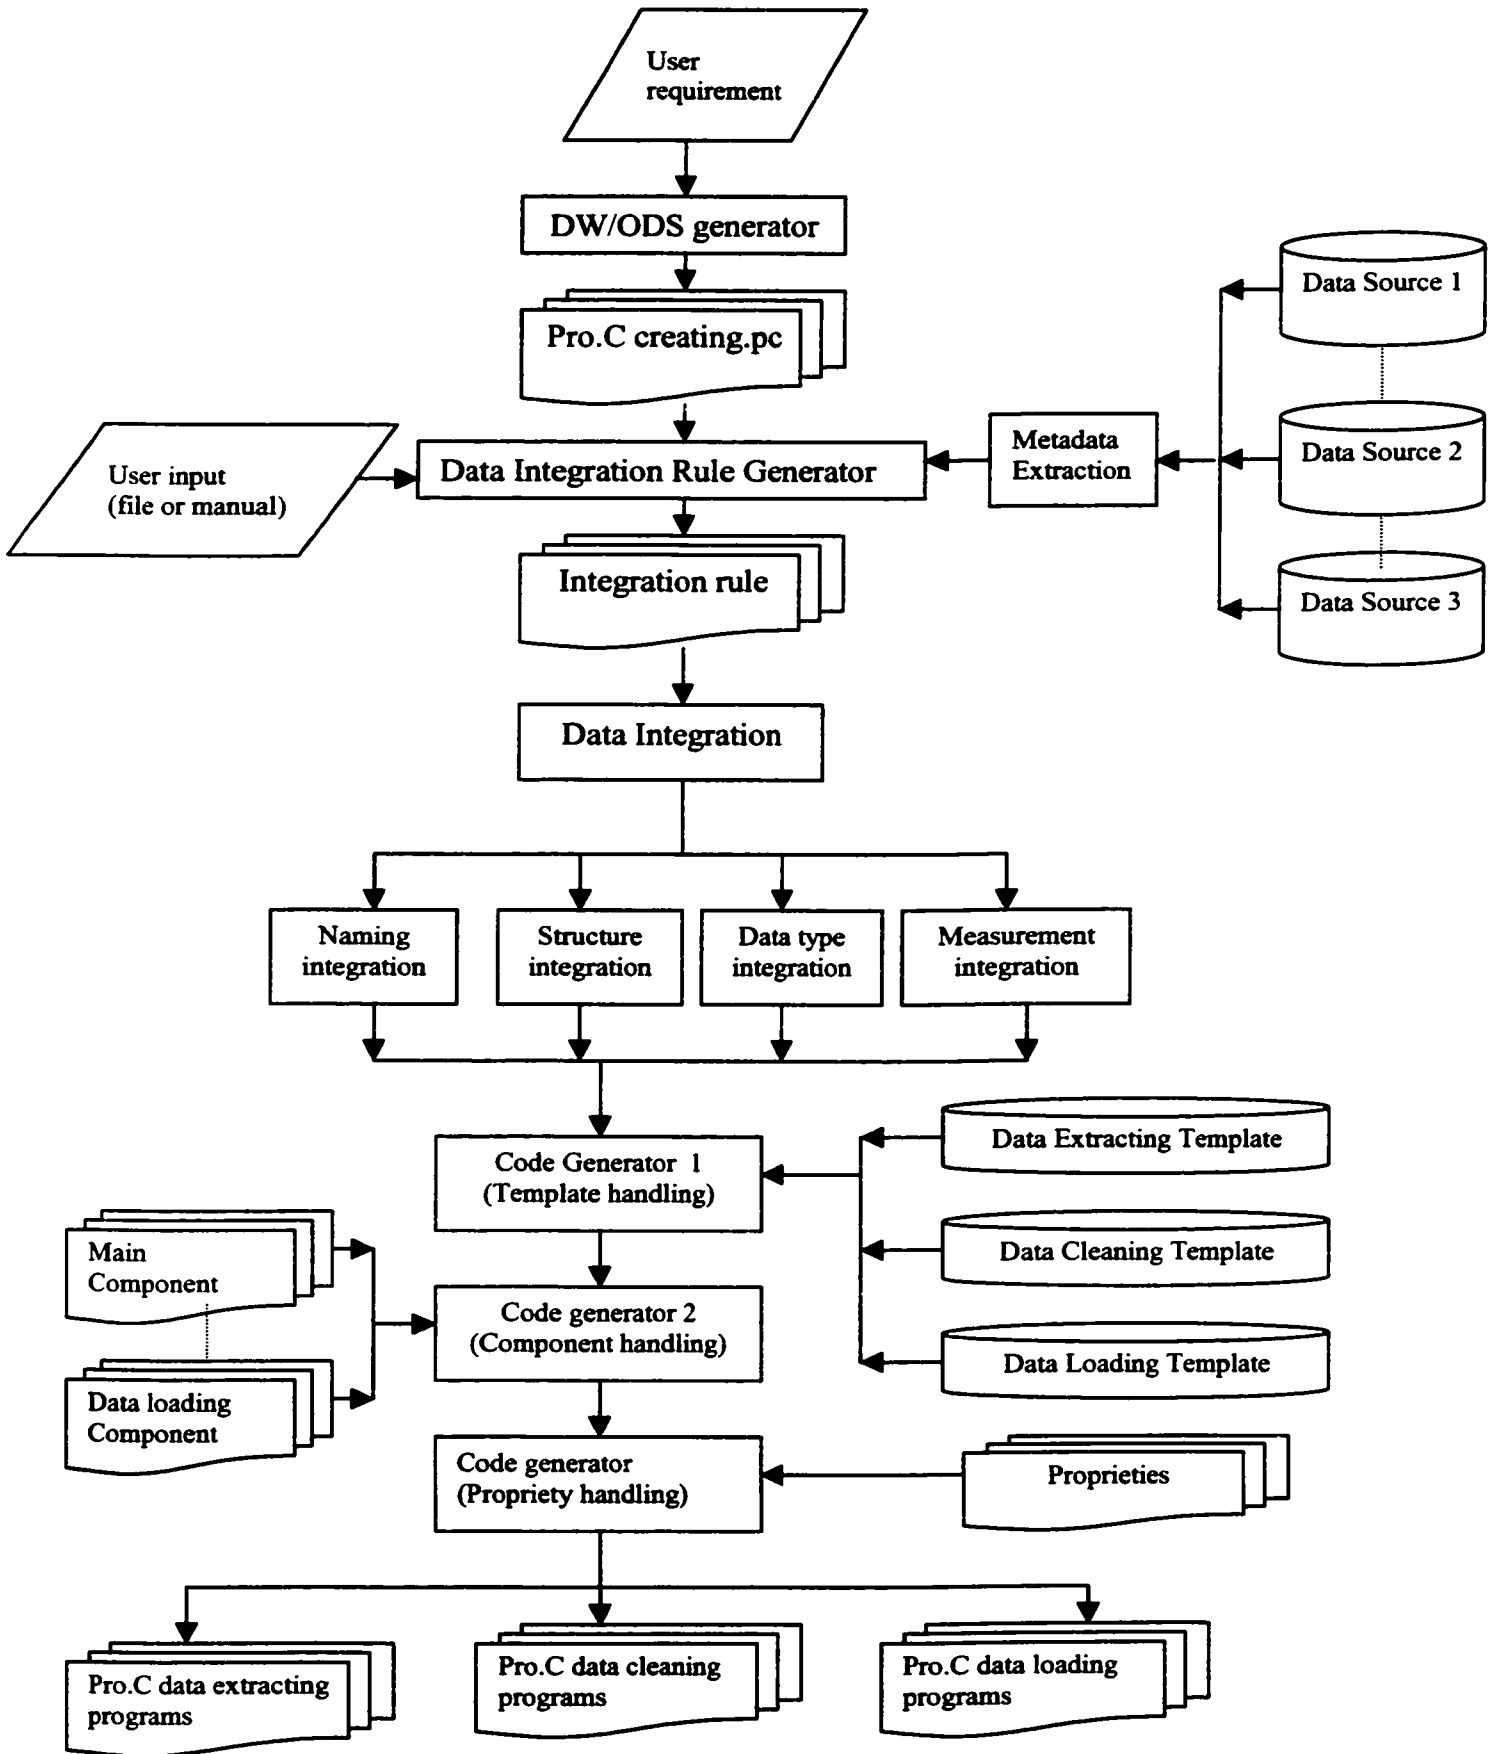 User
requirement
DW/ODS generator
Data Source 1
Pro.C creating.pc
Metadata
Extraction
Data Source 2
User input
(file or manual)
Data Integration Rule Generator
Integration rule
Data Source 3
Data Integration
Naming
integration
Structure
integration
Data type
integration
Measurement
integration
Data Extracting Template
Code Generator 1
(Template handling)
Main
Component
Data Cleaning Template
Code generator 2
(Component handling)
Data Loading Template
Data loading
Component
Code generator
(Propriety handling)
Proprieties
Pro.C data extracting
programs
Pro.C data cleaning
programs
Pro.C data loading
programs